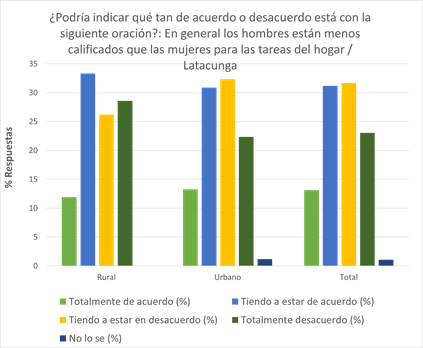 ¿Podría indicar qué tan de acuerdo o desacuerdo está con la
siguiente oración?: En general los hombres están menos
calificados que las mujeres para las tareas del hogar /
Latacunga
35
30
25
20
15
10
5
0
% Respuestas
Rural Urbano Total
Totalmente de acuerdo (%) Tiendo a estar de acuerdo (%)
Tiendo a estar en desacuerdo (%) Totalmente desacuerdo (%)
No lo se (%)